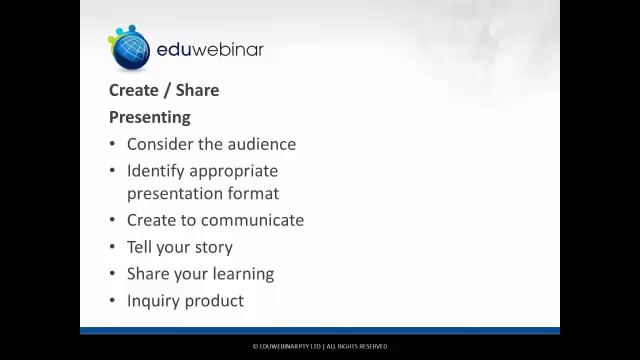 eduwebinar
Create / Share
Presenting
• Consider the audience
• Identify appropriate
presentation format
• Create to communicate
• Tell your story
• Share your learning
• Inquiry product
© EDUWEBINAR PTY LTD | ALL RIGHTS RESERVED